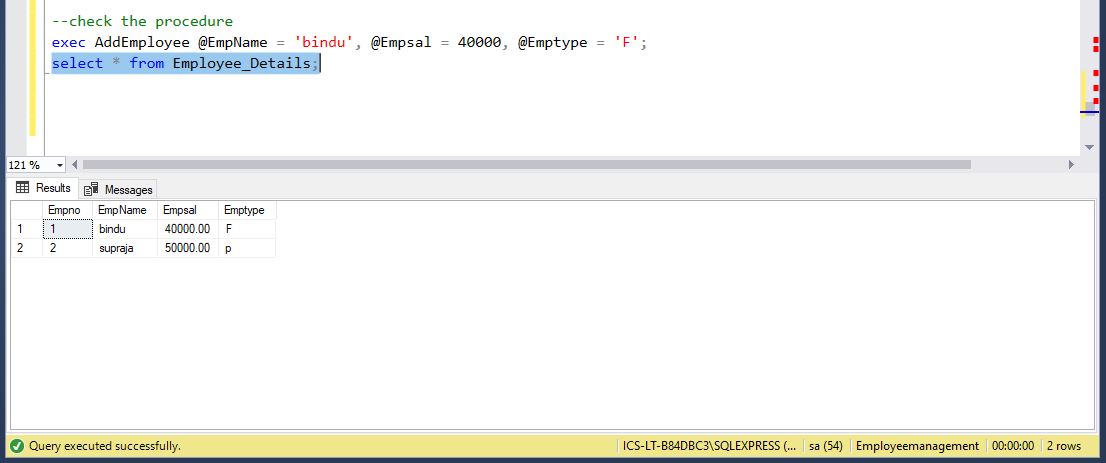 --check the procedure
exec AddEmployee @EmpName = 'bindu', @Empsal = 40000, @Emptype = 'F';
select * from Employee_Details;
121 %
Results Messages
Empno EmpName Empsal Emptype
1 1 bindu 40000.00 F
2 2 supraja 50000.00 p
Query executed successfully. ICS-LT-B84DBC3\SQLEXPRESS (... sa (54) Employeemanagement 00:00:00 2 rows